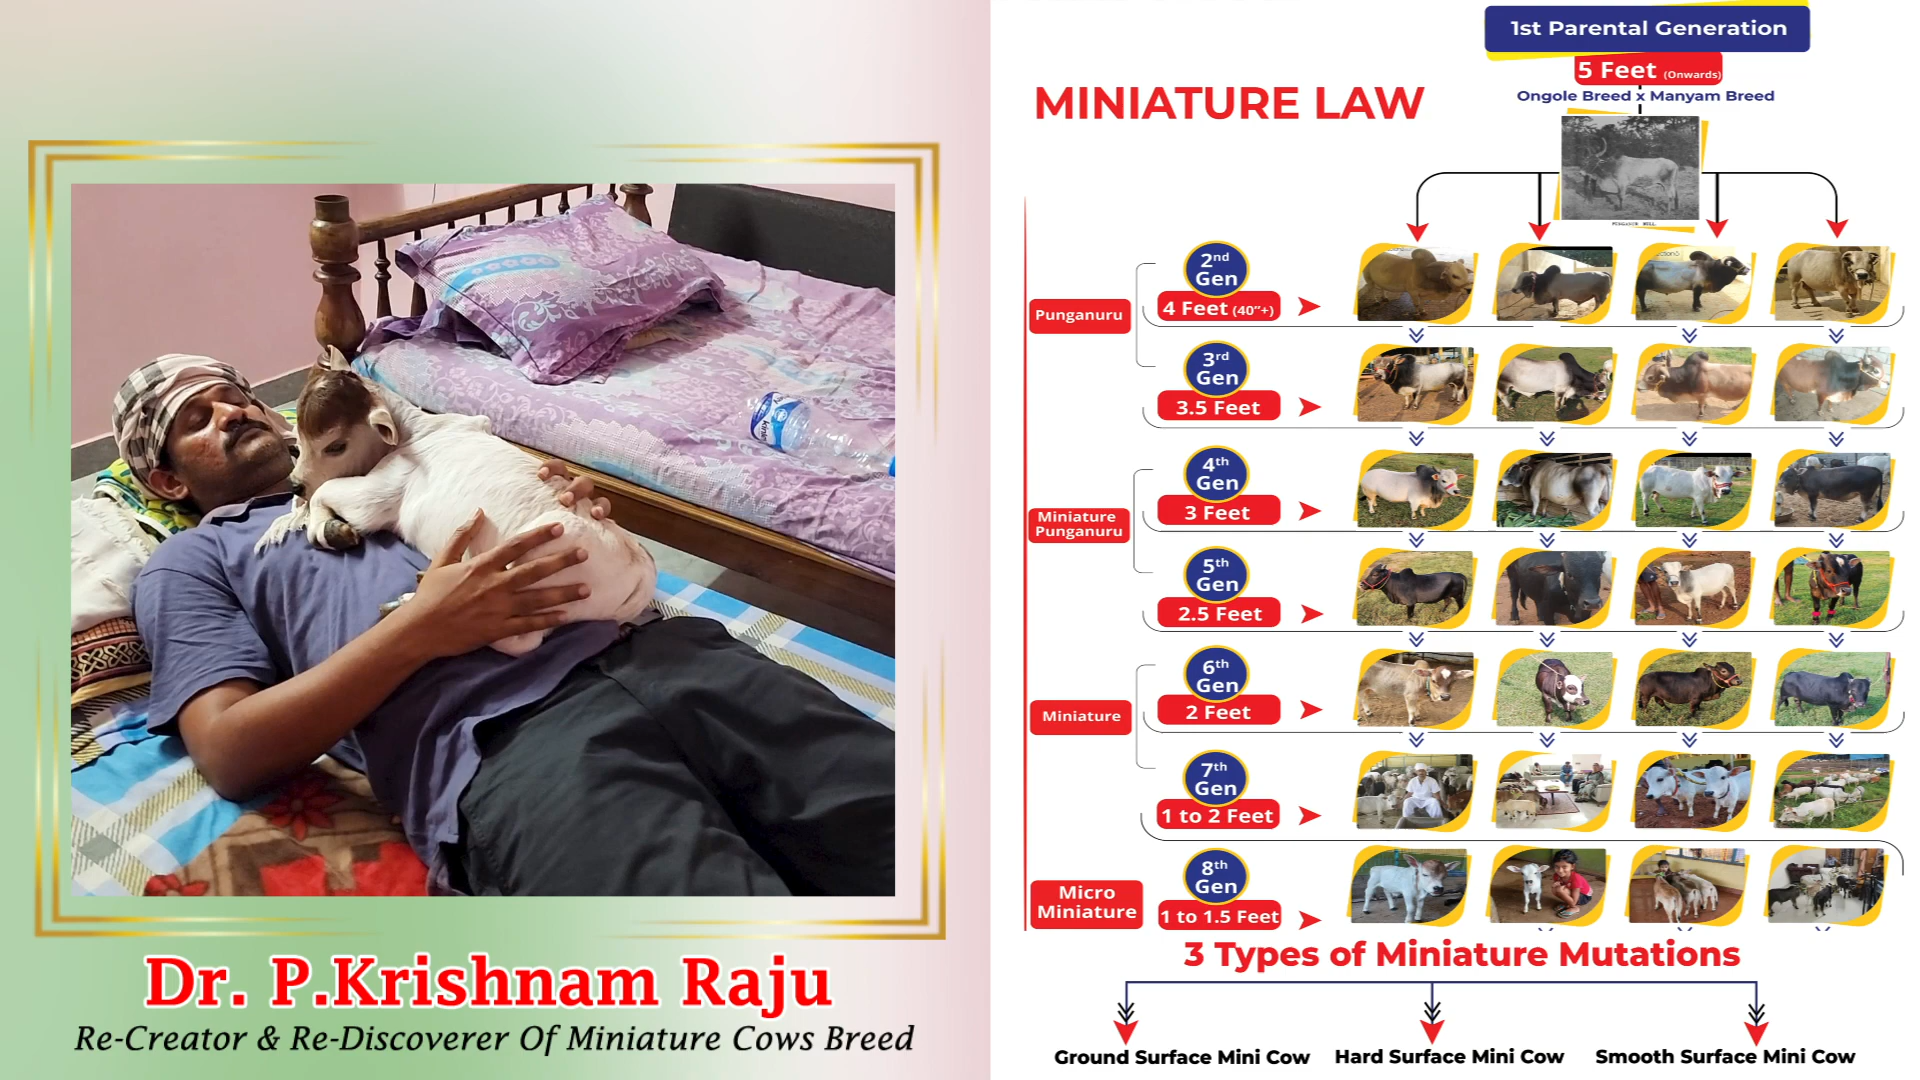 Dr. P.Krishnam Raju
Re-Creator & Re-Discoverer Of Miniature Cows Breed
MINIATURE LAW
1st Parental Generation
5 Feet (Onwards)
Ongole Breed x Manyam Breed
PUNGANUR BULL
Punganuru
2nd Gen
4 Feet (40"+)
3rd Gen
3.5 Feet
Miniature
Punganuru
4th Gen
3 Feet
5th Gen
2.5 Feet
Miniature
6th Gen
2 Feet
7th Gen
1 to 2 Feet
Micro
Miniature
8th Gen
1 to 1.5 Feet
3 Types of Miniature Mutations
Ground Surface Mini Cow
Hard Surface Mini Cow
Smooth Surface Mini Cow